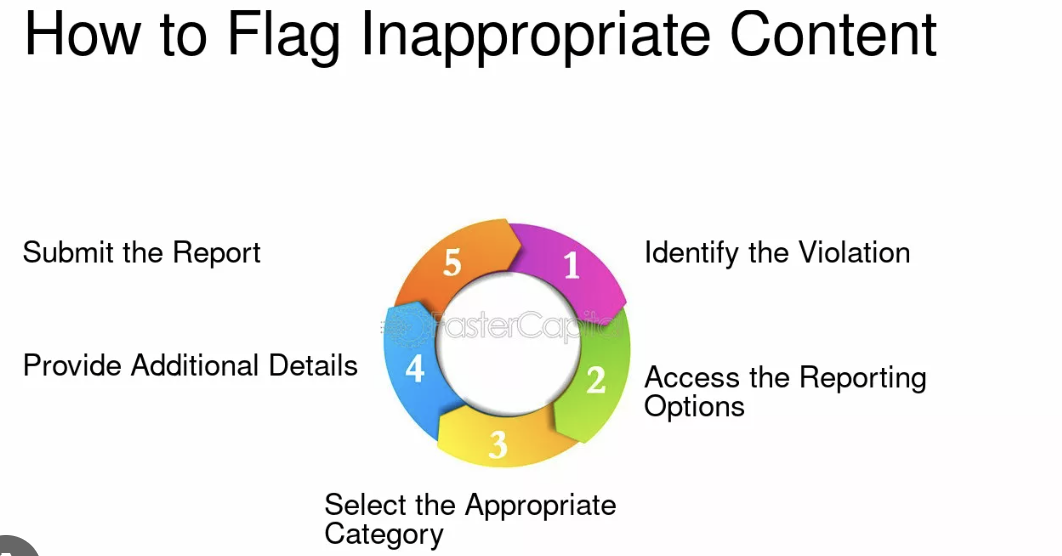 How to Flag Inappropriate Content
Submit the Report
5
1
Identify the Violation
FasterCapital
Provide Additional Details
4
2
Access the Reporting
Options
3
Select the Appropriate
Category